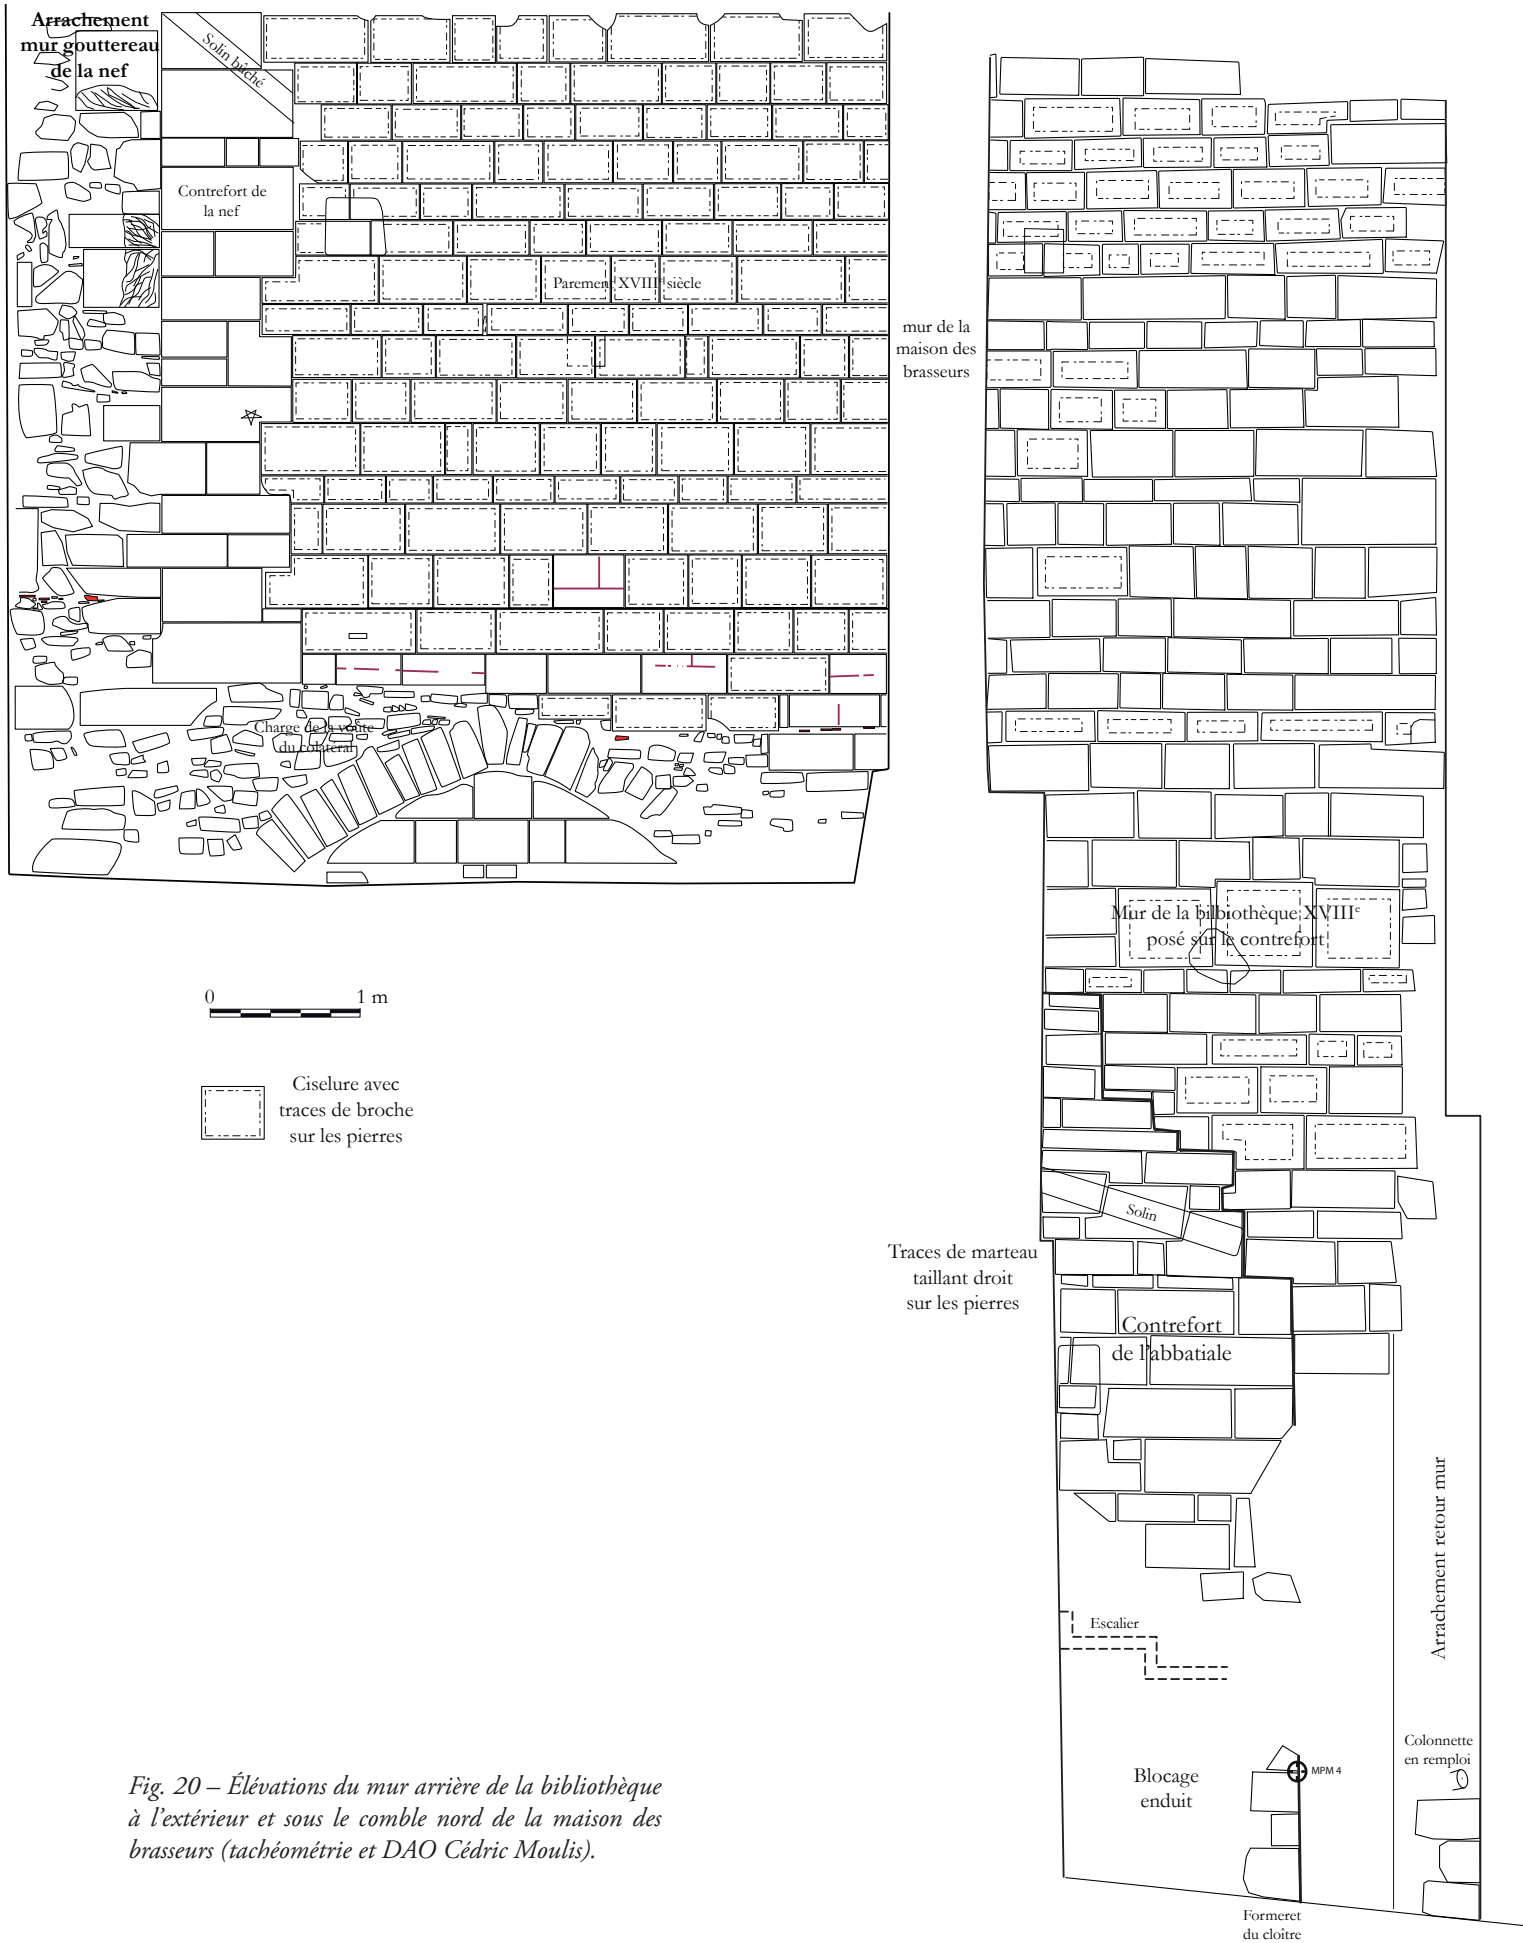 Arrachement
mur gouttereau
de la nef
Solin bûché
Contrefort de
la nef
Parement XVIIIe siècle
Charge de la voûte
du colatéral
0 1 m
Ciselure avec
traces de broche
sur les pierres
mur de la
maison des
brasseurs
Mur de la bilbiothèque XVIIIe
posé sur le contrefort
Solin
Traces de marteau
taillant droit
sur les pierres
Contrefort
de l’abbatiale
Arrachement retour mur
Escalier
Colonnette
en remploi
MPM 4
Blocage
enduit
Formeret
du cloître
Fig. 20 – Élévations du mur arrière de la bibliothèque
à l’extérieur et sous le comble nord de la maison des
brasseurs (tachéométrie et DAO Cédric Moulis).